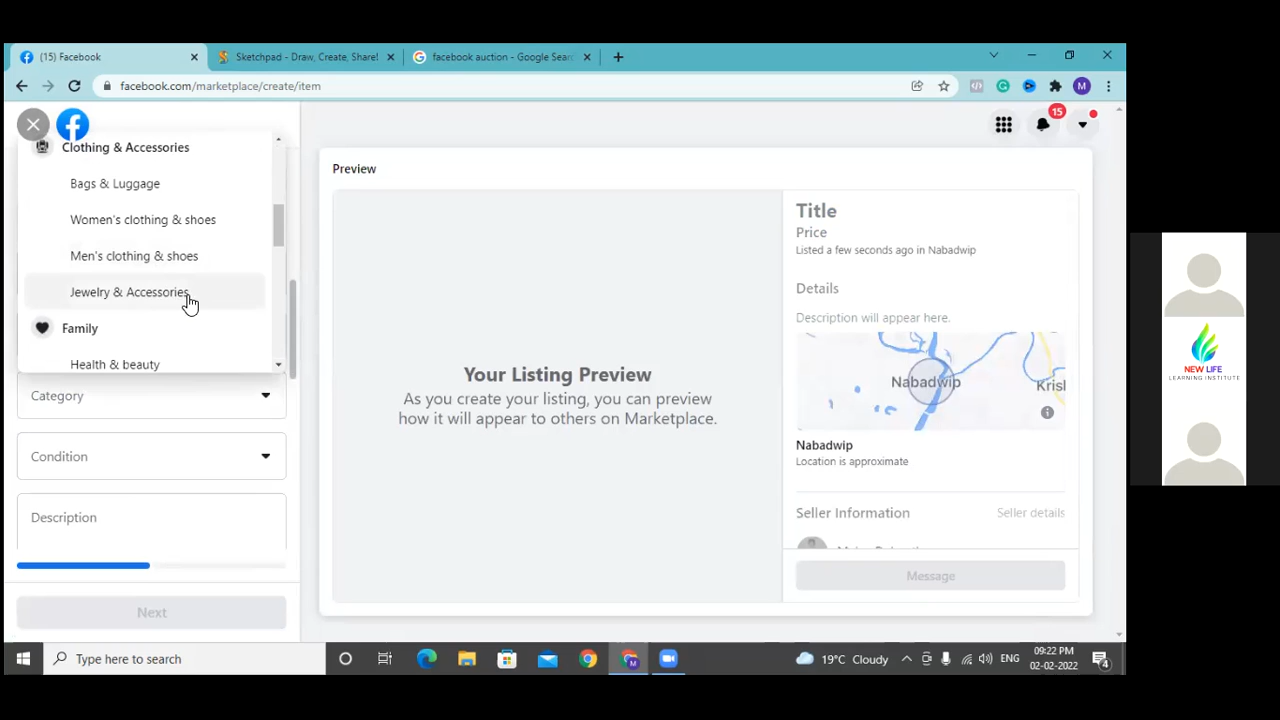 (15) Facebook
Sketchpad - Draw, Create, Share!
facebook auction - Google Sear
facebook.com/marketplace/create/item
M
15
Clothing & Accessories
Bags & Luggage
Women's clothing & shoes
Men's clothing & shoes
Jewelry & Accessories
Family
Health & beauty
Category
Condition
Description
Next
Preview
Your Listing Preview
As you create your listing, you can preview
how it will appear to others on Marketplace.
Title
Price
Listed a few seconds ago in Nabadwip
Details
Description will appear here.
Nabadwip
Krisl
Nabadwip
Location is approximate
Seller Information
Seller details
Message
NEW LIFE
LEARNING INSTITUTE
Type here to search
19°C Cloudy
ENG
09:22 PM
02-02-2022
4